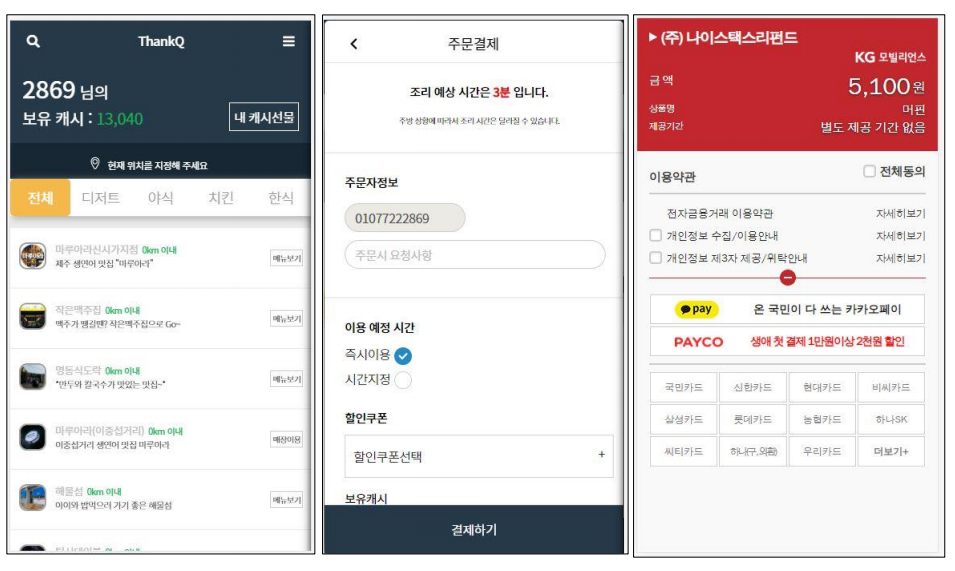 ThankQ
2869 님의
보유 캐시 : 13,040
내 캐시선물
현재 위치를 지정해 주세요
전체 디저트 야식 치킨 한식
마루아라신시가지점 0km 이내
제주 생연어 맛집 "마루아라"
메뉴보기
작은맥주집 0km 이내
맥주가 땡길땐? 작은맥주집으로 Go~
메뉴보기
명동식도락 0km 이내
"만두와 칼국수가 맛있는 맛집~"
메뉴보기
마루아라(이중섭거리) 0km 이내
이중섭거리 생연어 맛집 마루아라
매장이용
해물섬 0km 이내
아이와 밥먹으러 가기 좋은 해물섬
메뉴보기
주문결제
조리 예상 시간은 3분 입니다.
주방 상황에 따라서 조리 시간은 달라질 수 있습니다.
주문자정보
01077222869
주문시 요청사항
이용 예정 시간
즉시이용
시간지정
할인쿠폰
할인쿠폰선택 +
보유캐시
결제하기
(주) 나이스택스리펀드
KG 모빌리언스
금액 5,100원
상품명 머핀
제공기간 별도 제공 기간 없음
이용약관 전체동의
전자금융거래 이용약관 자세히보기
개인정보 수집/이용안내 자세히보기
개인정보 제3자 제공/위탁안내 자세히보기
pay 온 국민이 다 쓰는 카카오페이
PAYCO 생애 첫 결제 1만원이상 2천원 할인
국민카드 신한카드 현대카드 비씨카드
삼성카드 롯데카드 농협카드 하나SK
씨티카드 하나(구.외환) 우리카드 더보기+